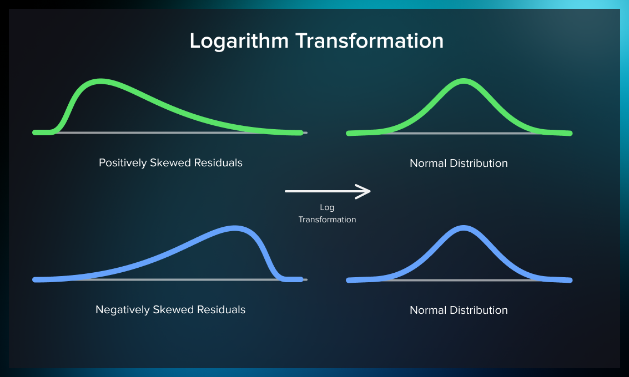 Logarithm Transformation
Positively Skewed Residuals
Normal Distribution
Log
Transformation
Negatively Skewed Residuals
Normal Distribution